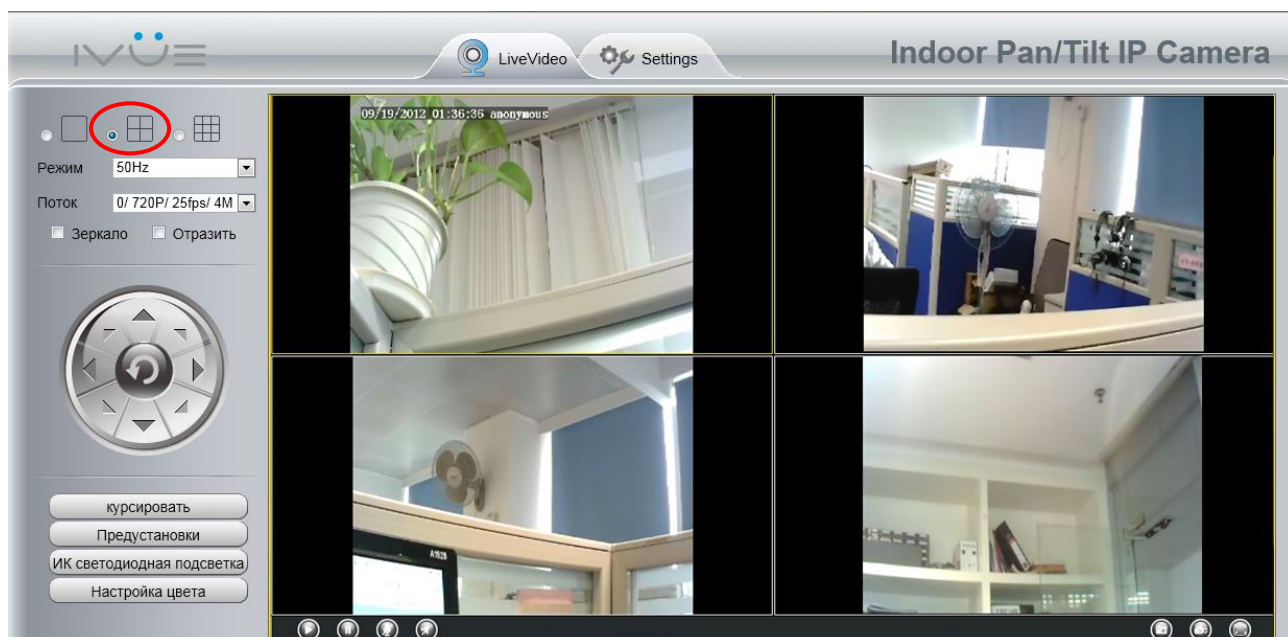 IVUE
LiveVideo
Settings
Indoor Pan/Tilt IP Camera
Режим 50Hz
Поток 0/ 720P/ 25fps/ 4M
Зеркало Отразить
курсировать
Предустановки
ИК светодиодная подсветка
Настройка цвета
09/19/2012 01:36:36 anonymous